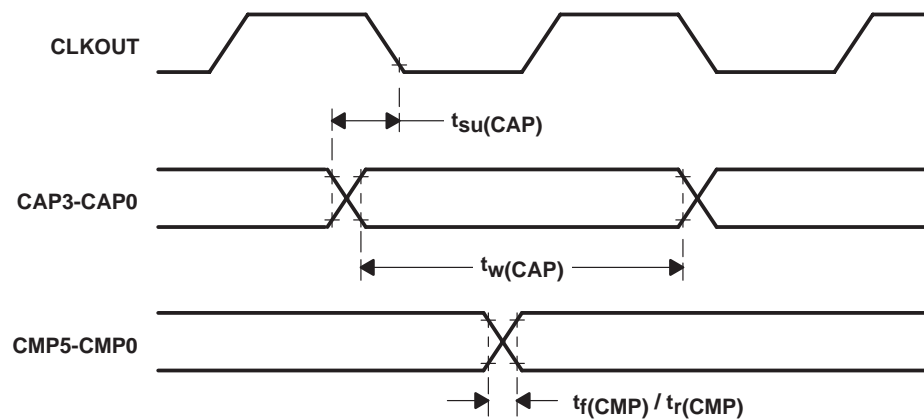 CLKOUT
tsu(CAP)
CAP3-CAP0
tw(CAP)
CMP5-CMP0
tf(CMP) / tr(CMP)